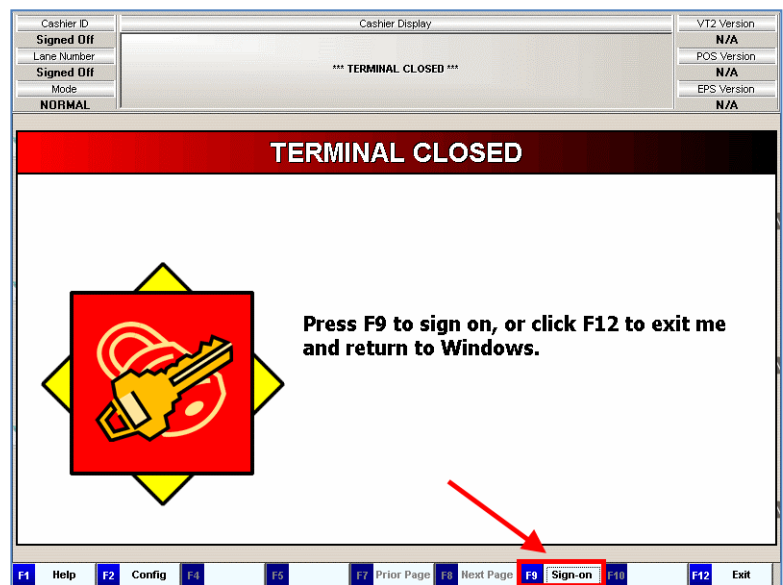 Cashier ID
Cashier Display
VT2 Version
Signed Off
N/A
Lane Number
*** TERMINAL CLOSED ***
POS Version
Signed Off
N/A
Mode
EPS Version
NORMAL
N/A
TERMINAL CLOSED
Press F9 to sign on, or click F12 to exit me
and return to Windows.
F1 Help F2 Config F4 F5 F7 Prior Page F8 Next Page F9 Sign-on F10 F12 Exit